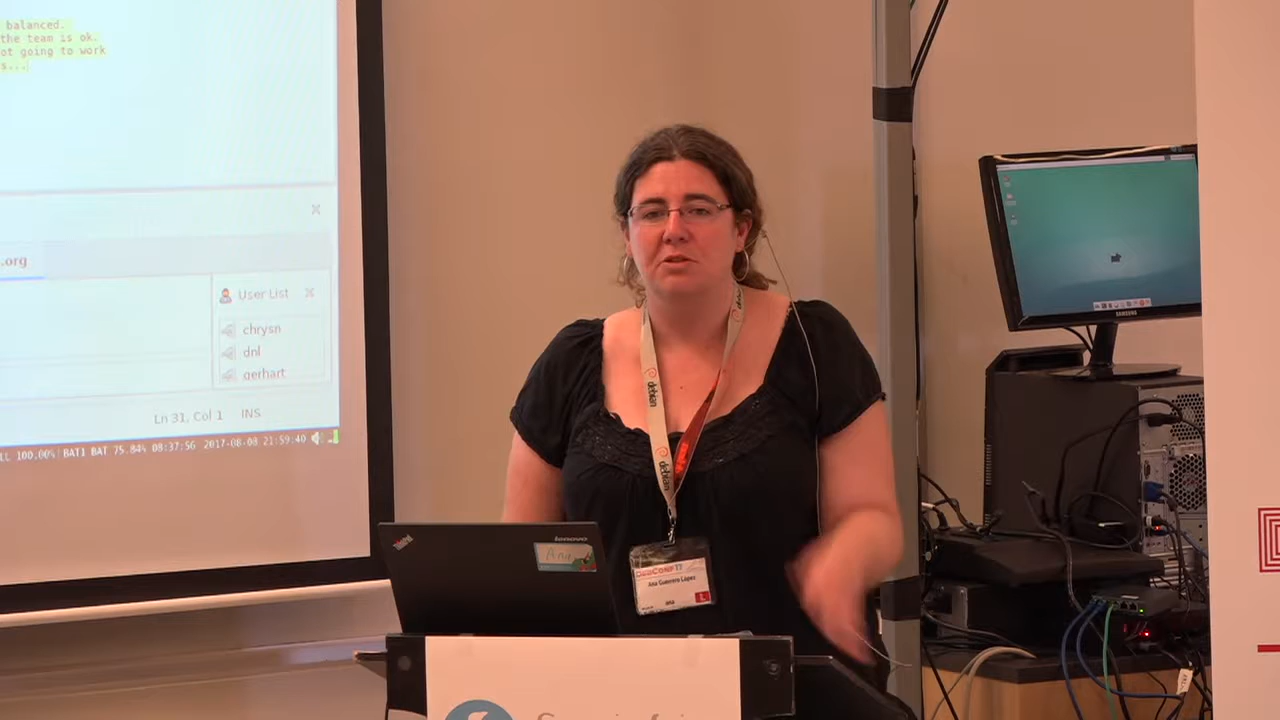 balanced.
the team is ok.
ot going to work
s...
.org
User List
chrysn
dnl
gerhart
Ln 31, Col 1 INS
LL 100.00% BAT1 BAT 75.84% 08:37:56 2017-08-08 21:59:40
debian
debian
debian
lenovo
ThinkPad
DebConf17
Ana Guerrero López
L
SAMSUNG